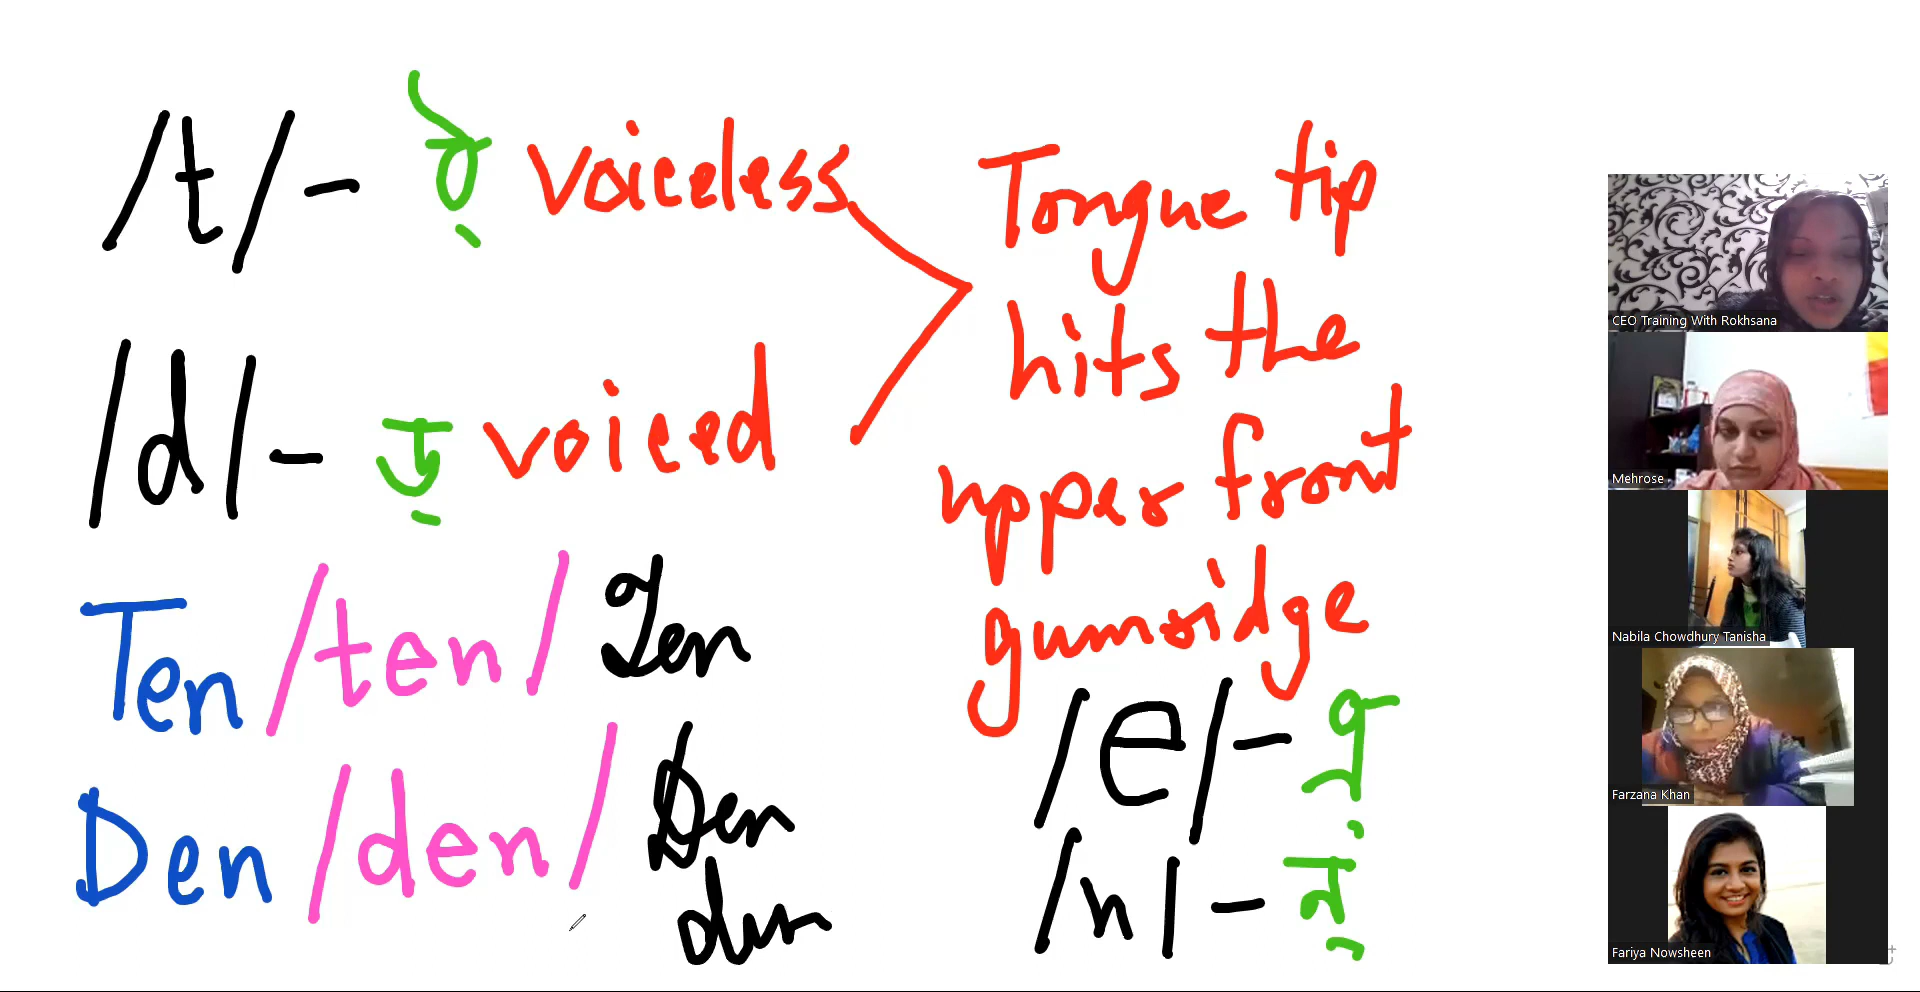 /t/ - ট্ voiceless
/d/ - ড্ voiced
Tongue tip
hits the
upper front
gumridge
Ten /ten/ Ten
Den /den/ Den
den
/e/ - এ
/n/ - ন্
CEO Training With Rokhsana
Mehrose
Nabila Chowdhury Tanisha
Farzana Khan
Fariya Nowsheen